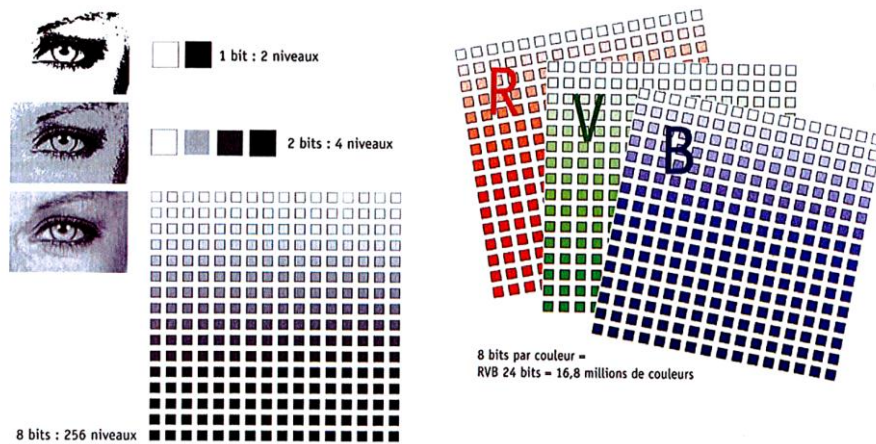 1 bit : 2 niveaux
2 bits : 4 niveaux
8 bits : 256 niveaux
R
V
B
8 bits par couleur =
RVB 24 bits = 16,8 millions de couleurs